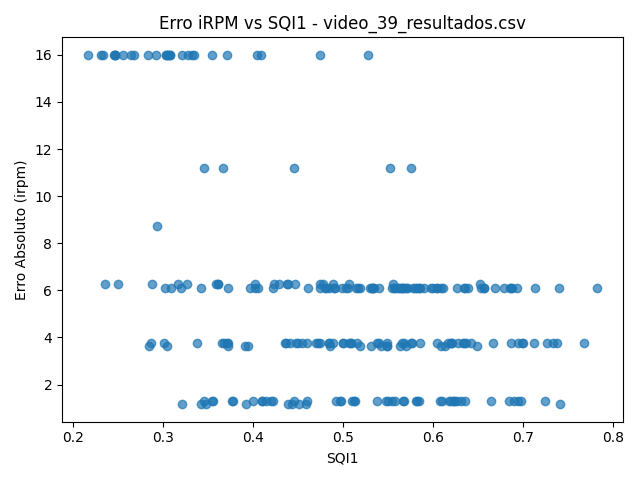 Erro iRPM vs SQI1 - video_39_resultados.csv
Erro Absoluto (irpm)
16
14
12
10
8
6
4
2
0.2 0.3 0.4 0.5 0.6 0.7 0.8
SQI1